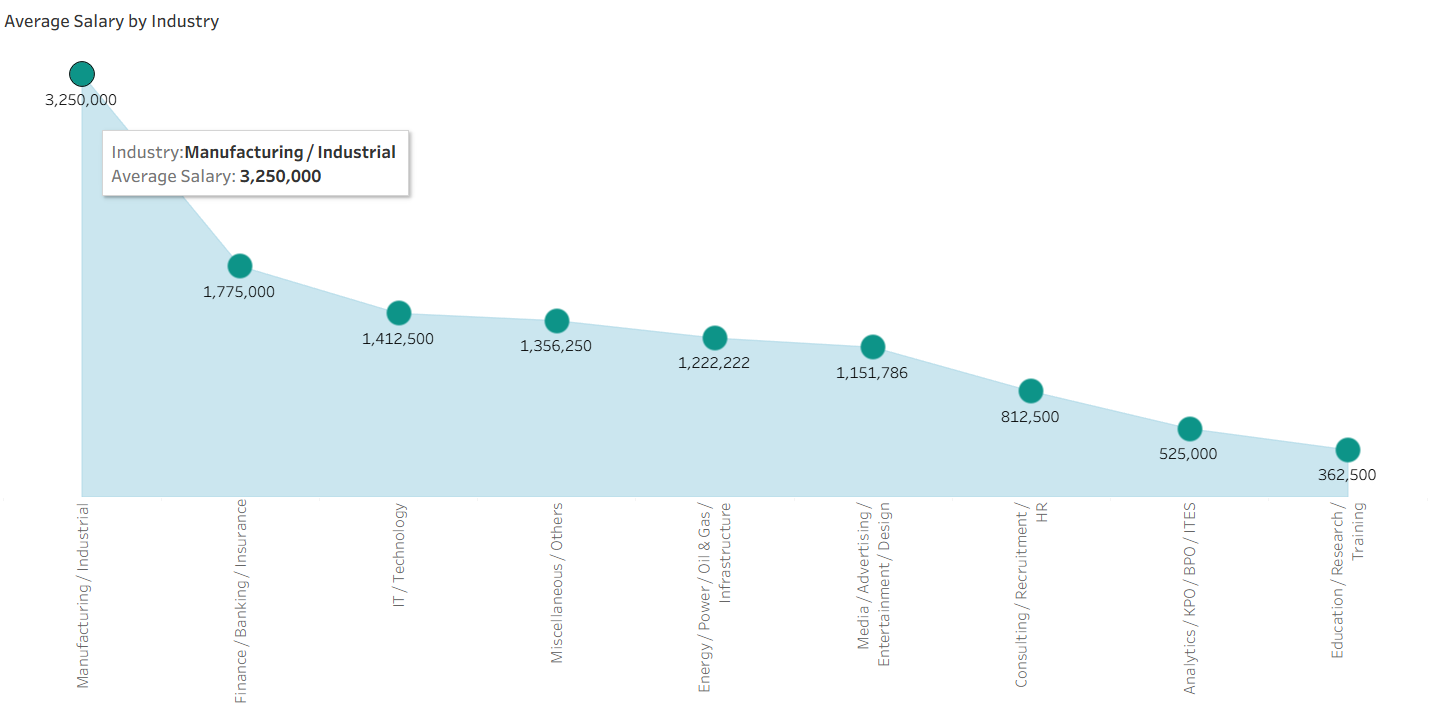 Average Salary by Industry
3,250,000
Industry:Manufacturing / Industrial
Average Salary: 3,250,000
1,775,000
1,412,500
1,356,250
1,222,222
1,151,786
812,500
525,000
362,500
Manufacturing / Industrial
Finance / Banking / Insurance
IT / Technology
Miscellaneous / Others
Energy / Power / Oil & Gas /
Infrastructure
Media / Advertising /
Entertainment / Design
Consulting / Recruitment /
HR
Analytics / KPO / BPO / ITES
Education / Research /
Training